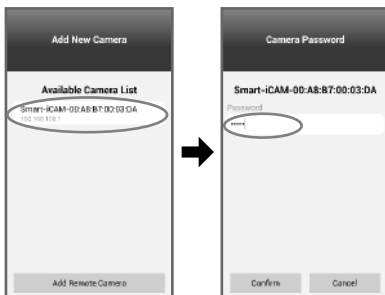 Add New Camera
Available Camera List
Smart-iCAM-00:A8:B7:00:03:DA
192.168.108.1
Add Remote Camera
Camera Password
Smart-iCAM-00:A8:B7:00:03:DA
Password
•••••
Confirm
Cancel